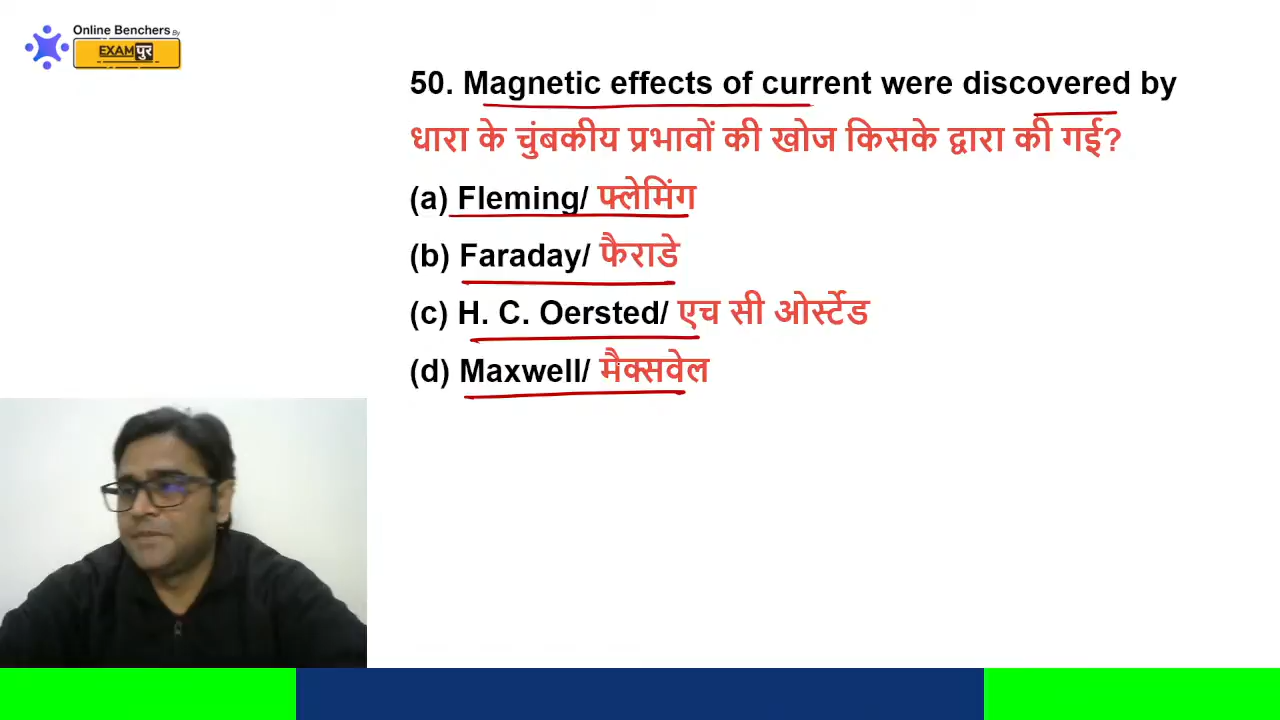 Online Benchers By
EXAMपुर
50. Magnetic effects of current were discovered by
धारा के चुंबकीय प्रभावों की खोज किसके द्वारा की गई?
(a) Fleming/ फ्लेमिंग
(b) Faraday/ फैराडे
(c) H. C. Oersted/ एच सी ओर्स्टेड
(d) Maxwell/ मैक्सवेल